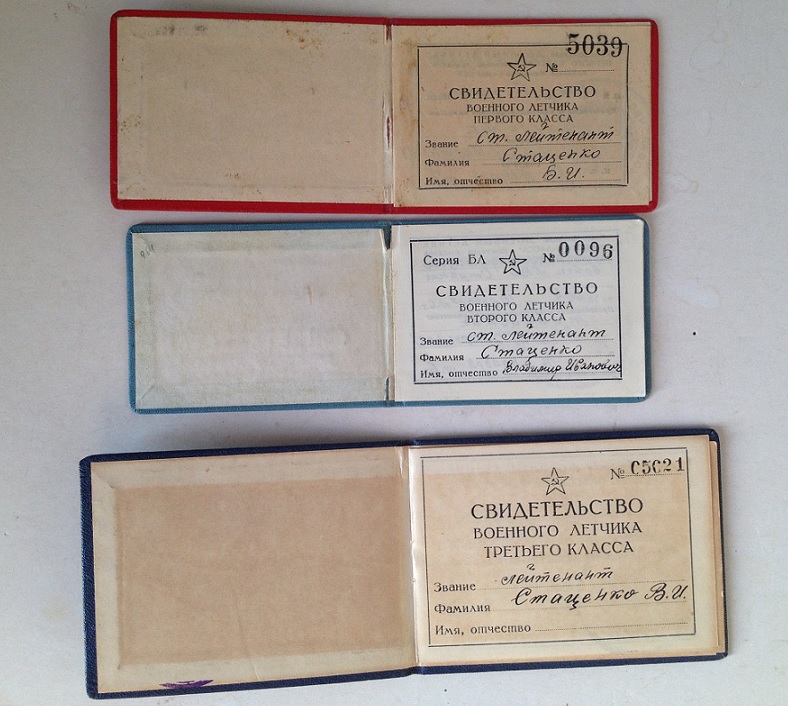 5039
№
СВИДЕТЕЛЬСТВО
ВОЕННОГО ЛЕТЧИКА
ПЕРВОГО КЛАССА
Звание ст. лейтенант
Фамилия Стаценко
Имя, отчество В.И.
Серия БЛ № 0096
СВИДЕТЕЛЬСТВО
ВОЕННОГО ЛЕТЧИКА
ВТОРОГО КЛАССА
Звание ст. лейтенант
Фамилия Стаценко
Имя, отчество Владимир Иванович
№ 05021
СВИДЕТЕЛЬСТВО
ВОЕННОГО ЛЕТЧИКА
ТРЕТЬЕГО КЛАССА
Звание лейтенант
Фамилия Стаценко В.И.
Имя, отчество